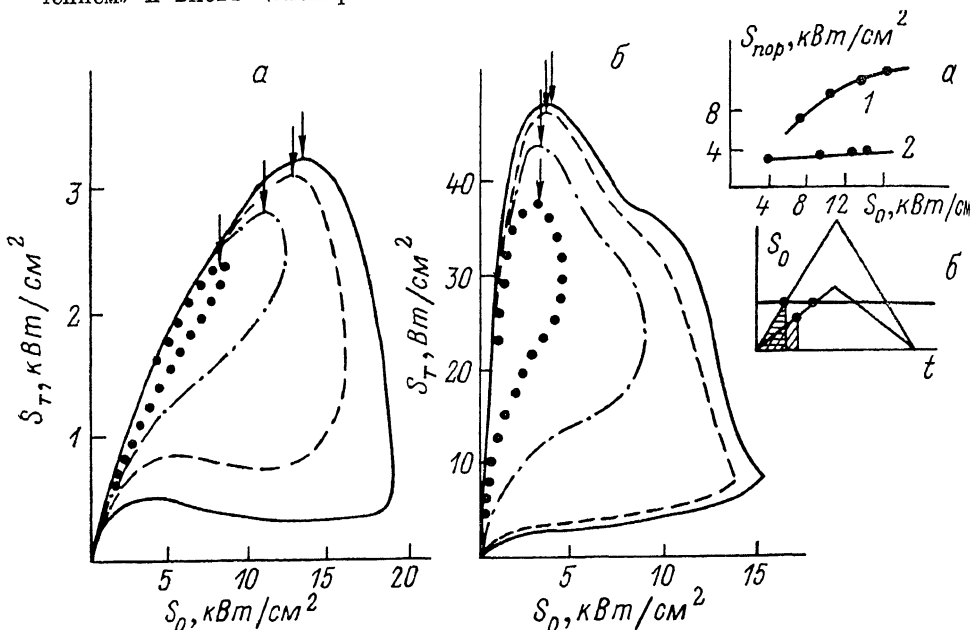 а
3
2
1
S_T, кВт/см²
5
10
15
20
S_0, кВт/см²
б
40
30
20
10
S_T, Вт/см²
5
10
15
S_0, кВт/см²
S_пор, кВт/см²
а
8
4
1
2
4 8 12 S_0, кВт/см
S_0
б
t